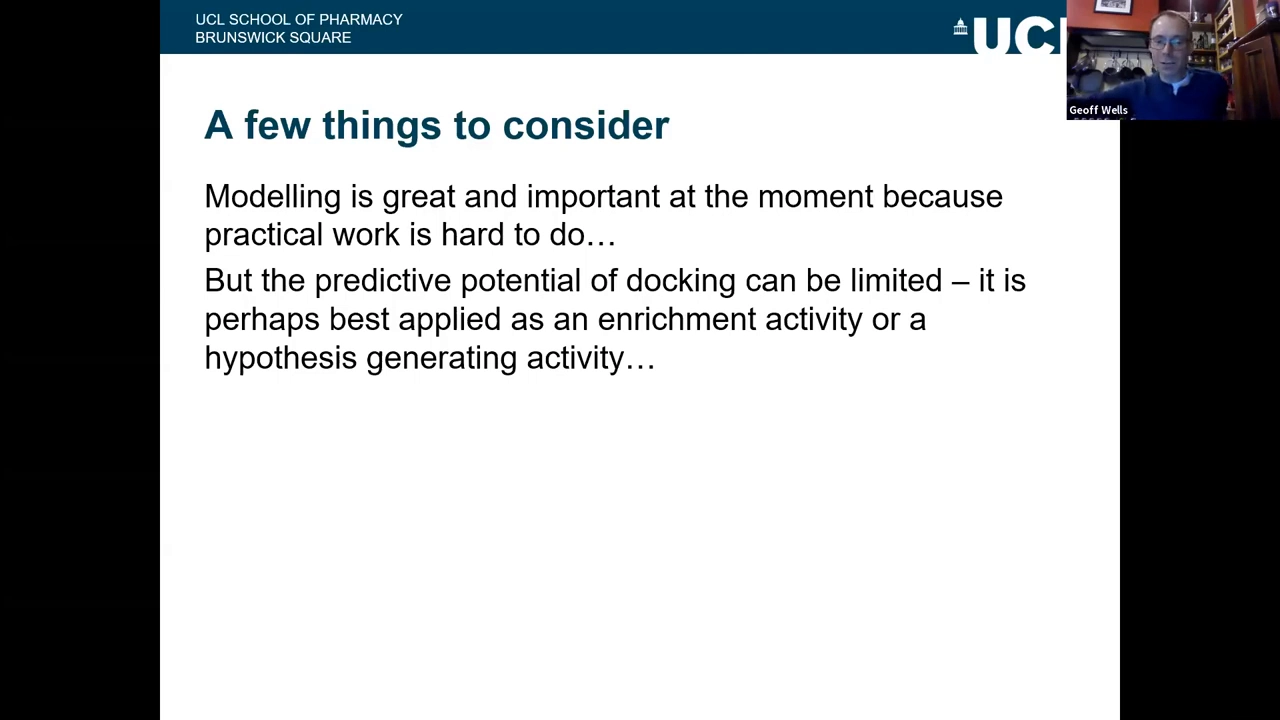 UCL SCHOOL OF PHARMACY
BRUNSWICK SQUARE
UCL
Geoff Wells
A few things to consider
Modelling is great and important at the moment because
practical work is hard to do…
But the predictive potential of docking can be limited – it is
perhaps best applied as an enrichment activity or a
hypothesis generating activity…